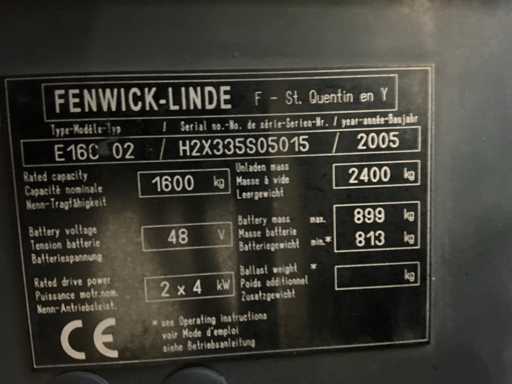 FENWICK-LINDE F - St. Quentin en Y
Type-Modèle-Typ / Serial no.-No. de série-Serien-Nr. / year-année-Baujahr
E16C 02 / H2X335S05015 / 2005
Rated capacity
Capacité nominale
Nenn-Tragfähigkeit
1600 kg
Unladen mass
Masse à vide
Leergewicht
2400 kg
Battery voltage
Tension batterie
Batteriespannung
48 V
Battery mass max. 899 kg
Masse batterie
Batteriegewicht min.* 813 kg
Rated drive power
Puissance motr.nom.
Nenn-Antriebsleist.
2 x 4 kW
Ballast weight *
Poids additionnel
Zusatzgewicht
kg
CE
* see Operating instructions
voir Mode d'emploi
siehe Betriebsanleitung